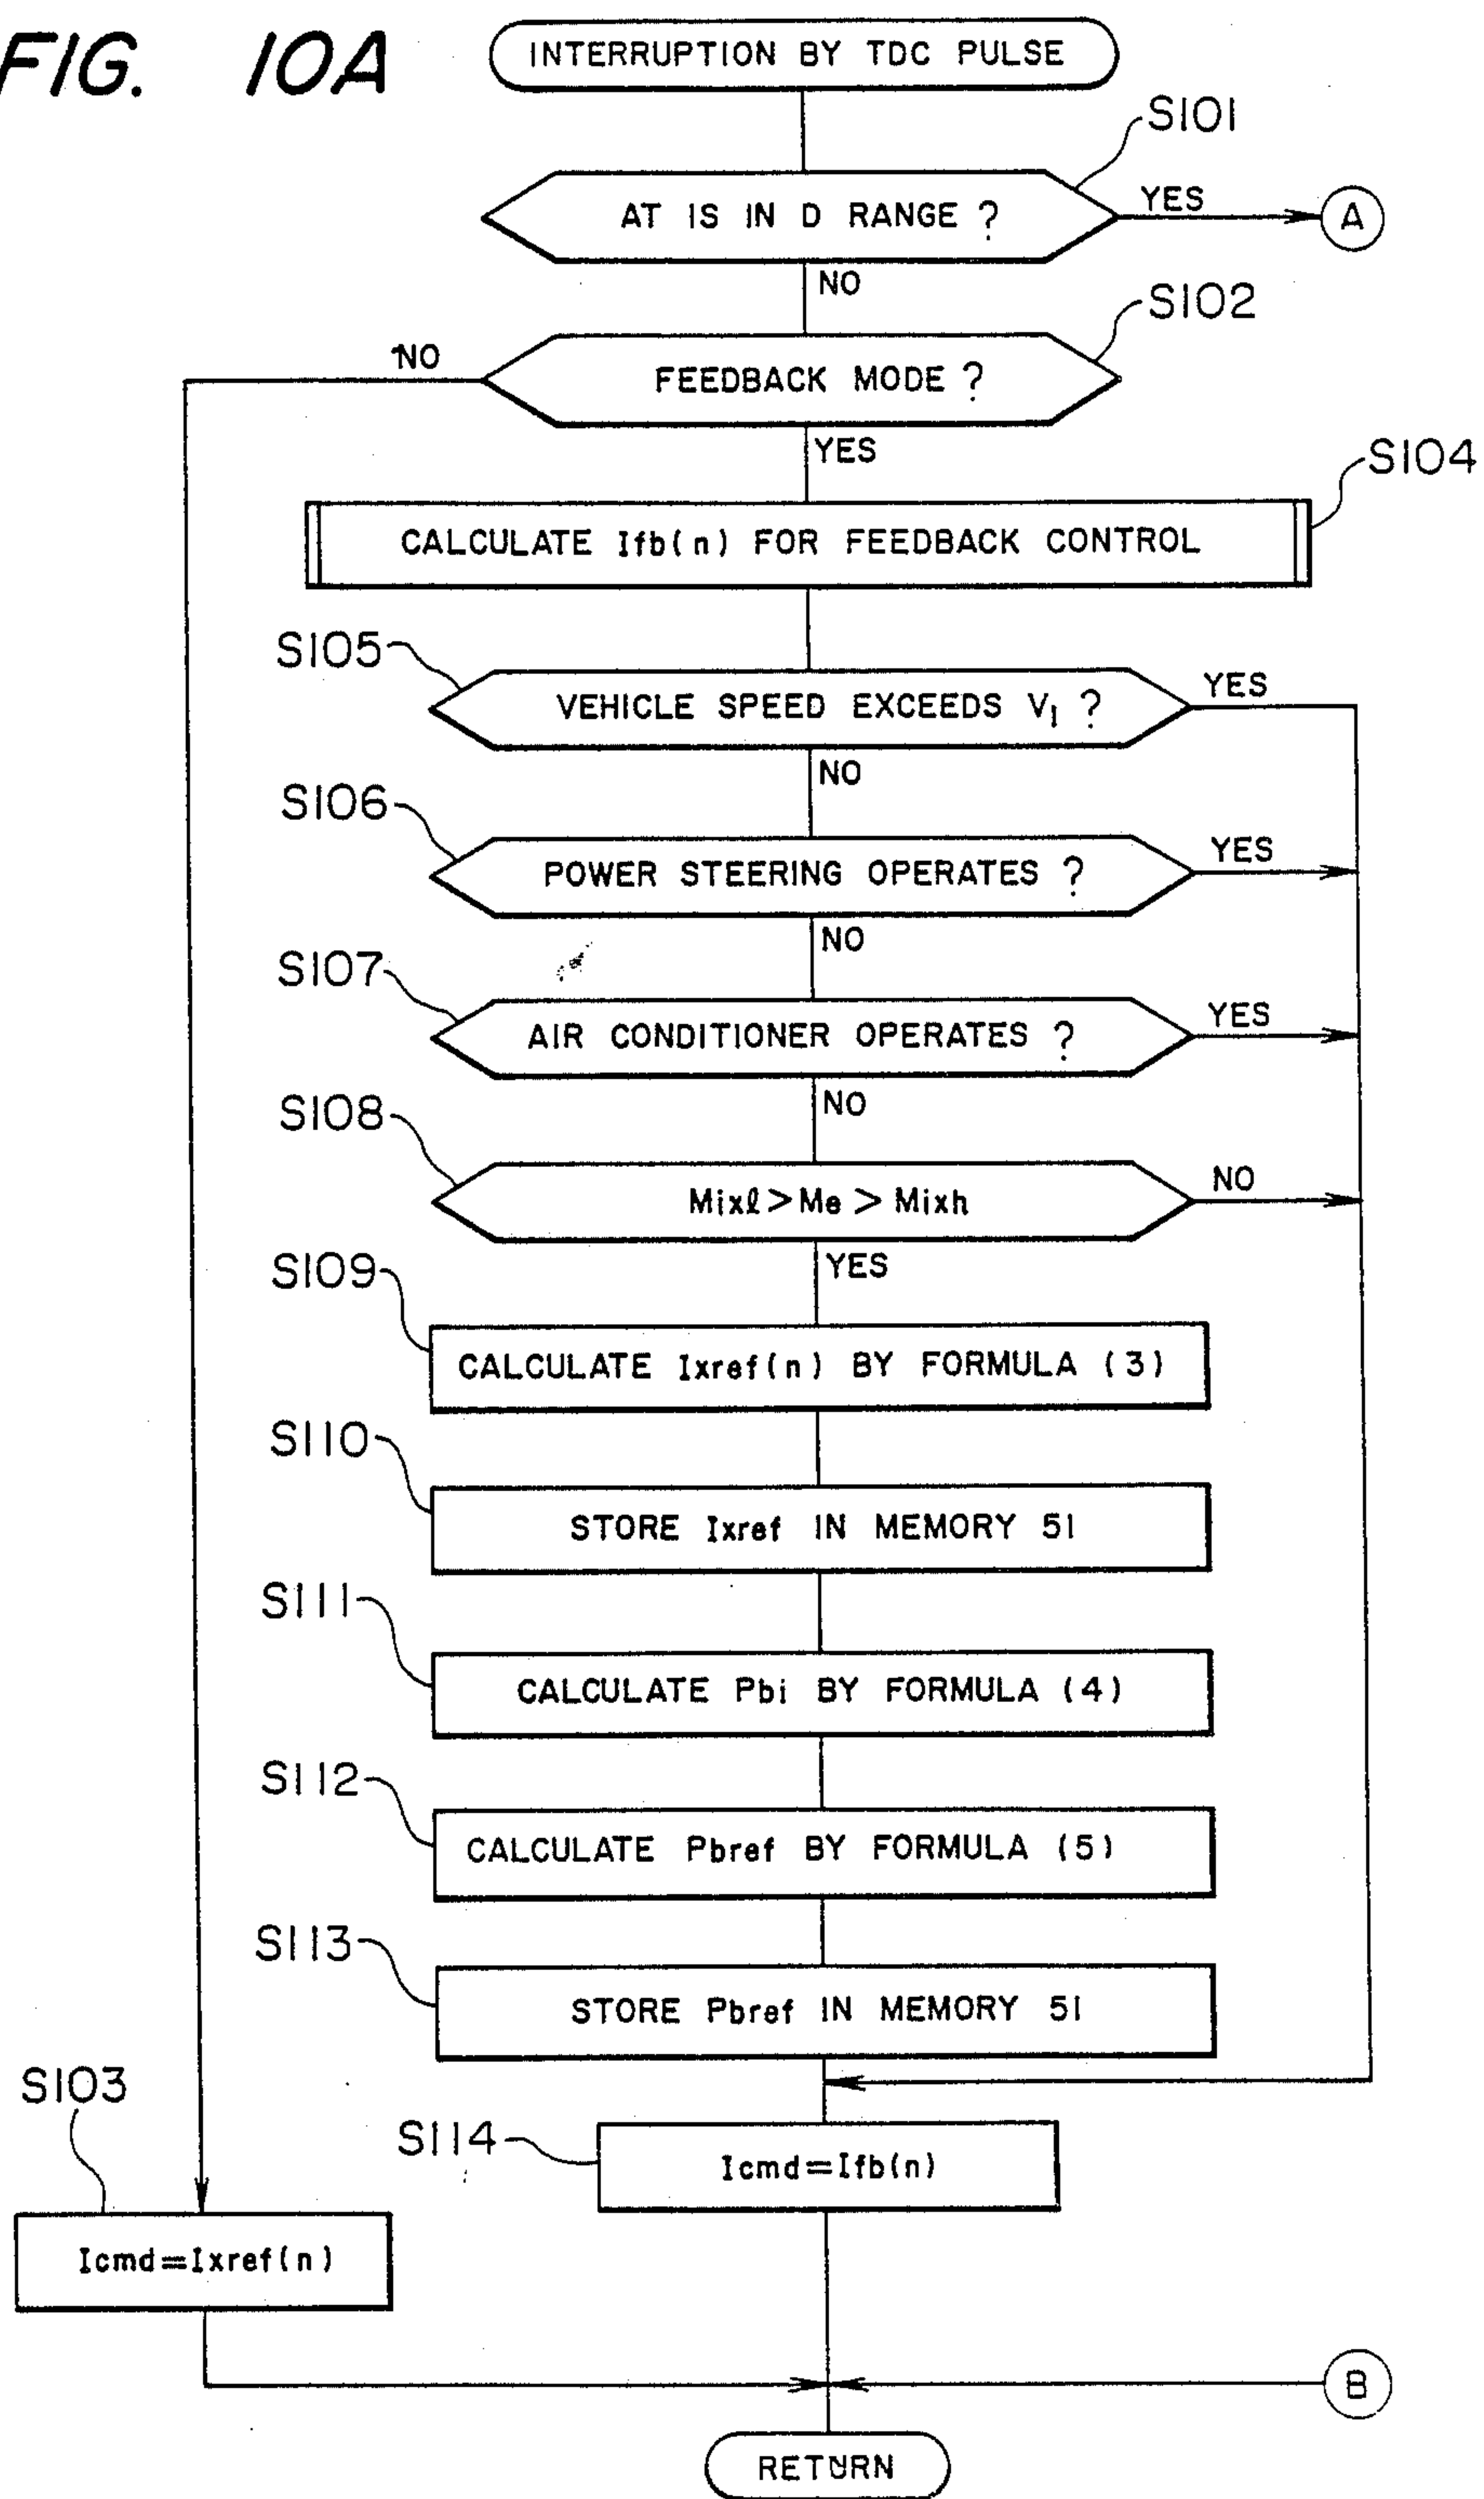 FIG. 10A
INTERRUPTION BY TDC PULSE
S101
AT IS IN D RANGE ?
YES
A
NO
S102
NO
FEEDBACK MODE ?
YES
S104
CALCULATE Ifb(n) FOR FEEDBACK CONTROL
S105
VEHICLE SPEED EXCEEDS V1 ?
YES
NO
S106
POWER STEERING OPERATES ?
YES
NO
S107
AIR CONDITIONER OPERATES ?
YES
NO
S108
Mixℓ > Me > Mixh
NO
YES
S109
CALCULATE Ixref(n) BY FORMULA (3)
S110
STORE Ixref IN MEMORY 51
S111
CALCULATE Pbi BY FORMULA (4)
S112
CALCULATE Pbref BY FORMULA (5)
S113
STORE Pbref IN MEMORY 51
S103
S114
Icmd=Ifb(n)
Icmd=Ixref(n)
B
RETURN